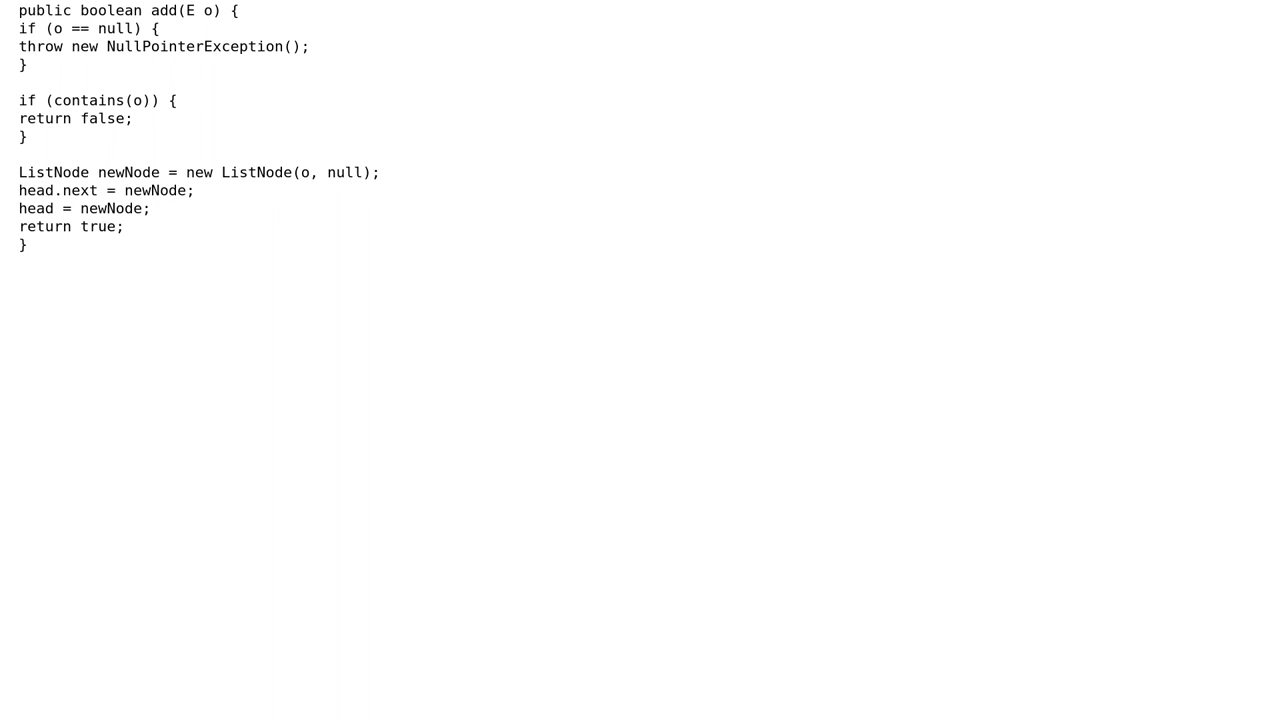 public boolean add(E o) {
if (o == null) {
throw new NullPointerException();
}

if (contains(o)) {
return false;
}

ListNode newNode = new ListNode(o, null);
head.next = newNode;
head = newNode;
return true;
}